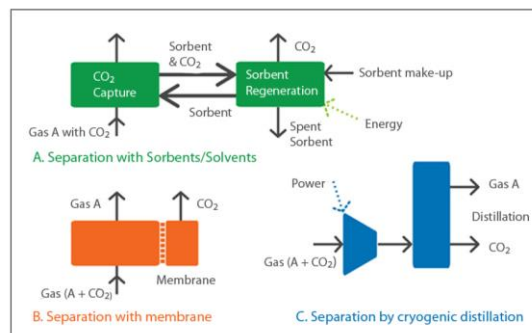 Sorbent
& CO₂
CO₂
CO₂
Capture
Sorbent
Regeneration
Sorbent make-up
Sorbent
Gas A with CO₂
Spent
Sorbent
Energy
A. Separation with Sorbents/Solvents
Gas A
CO₂
Gas (A + CO₂)
Membrane
B. Separation with membrane
Power
Gas A
Distillation
Gas (A + CO₂)
CO₂
C. Separation by cryogenic distillation